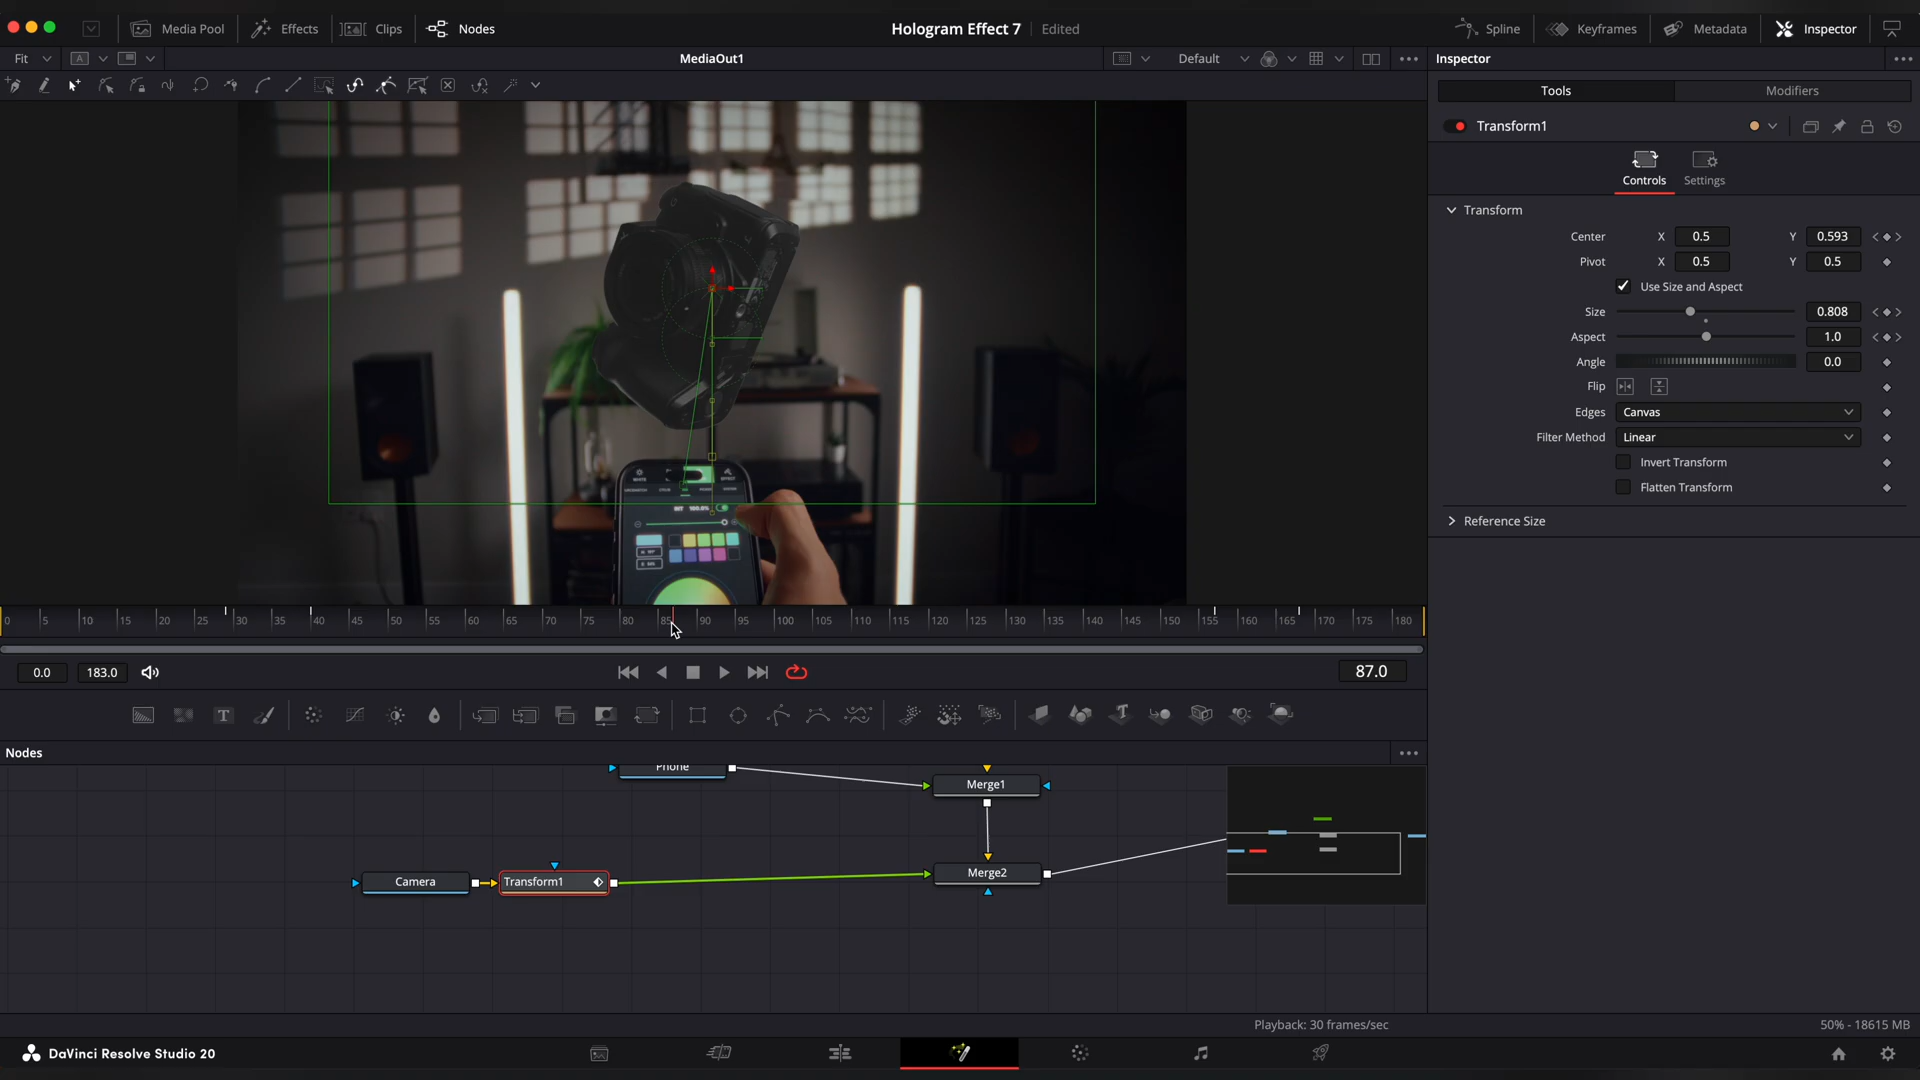 Media Pool Effects Clips Nodes Hologram Effect 7 Edited Spline Keyframes Metadata Inspector
Fit A MediaOut1 Default Inspector
Tools Modifiers
Transform1
Controls Settings
Transform
Center X 0.5 Y 0.593
Pivot X 0.5 Y 0.5
Use Size and Aspect
Size 0.808
Aspect 1.0
Angle 0.0
Flip
Edges Canvas
Filter Method Linear
Invert Transform
Flatten Transform
Reference Size
EFFECT
INT 100.0%
0 5 10 15 20 25 30 35 40 45 50 55 60 65 70 75 80 85 90 95 100 105 110 115 120 125 130 135 140 145 150 155 160 165 170 175 180
0.0 183.0 87.0
T T
Nodes
Phone
Merge1
Camera Transform1 Merge2
Playback: 30 frames/sec 50% - 18615 MB
DaVinci Resolve Studio 20